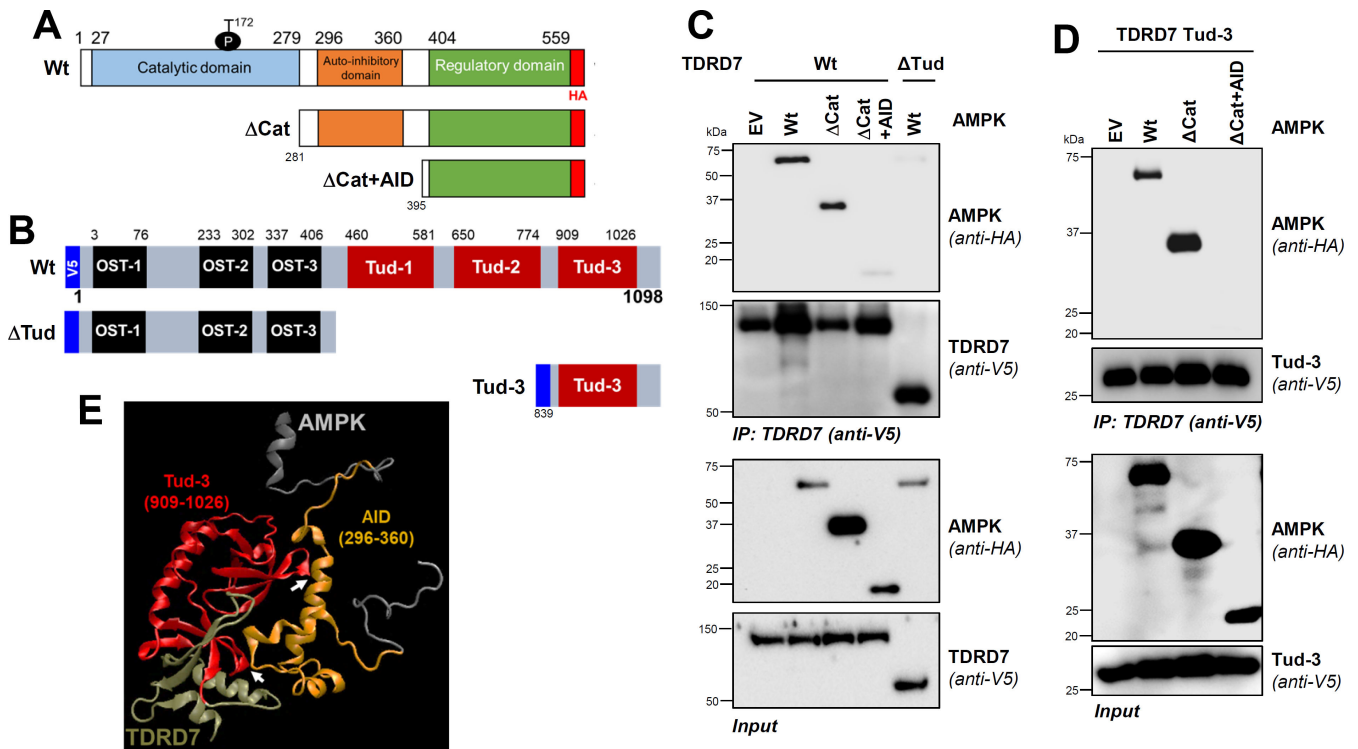 A
T172
P
1 27 279 296 360 404 559
Wt
Catalytic domain
Auto-inhibitory
domain
Regulatory domain
HA
ΔCat
281
ΔCat+AID
395
B
3 76 233 302 337 406 460 581 650 774 909 1026
Wt
V5
OST-1
OST-2
OST-3
Tud-1
Tud-2
Tud-3
1
1098
ΔTud
OST-1
OST-2
OST-3
Tud-3
Tud-3
839
C
TDRD7
Wt
ΔTud
EV
Wt
ΔCat
ΔCat
+AID
Wt
AMPK
kDa
75
50
37
25
20
AMPK
(anti-HA)
150
50
TDRD7
(anti-V5)
IP: TDRD7 (anti-V5)
75
50
37
25
20
AMPK
(anti-HA)
150
50
TDRD7
(anti-V5)
Input
D
TDRD7 Tud-3
EV
Wt
ΔCat
ΔCat+AID
AMPK
kDa
75
37
25
20
AMPK
(anti-HA)
25
Tud-3
(anti-V5)
IP: TDRD7 (anti-V5)
75
37
25
20
AMPK
(anti-HA)
25
Tud-3
(anti-V5)
Input
E
AMPK
Tud-3
(909-1026)
AID
(296-360)
TDRD7